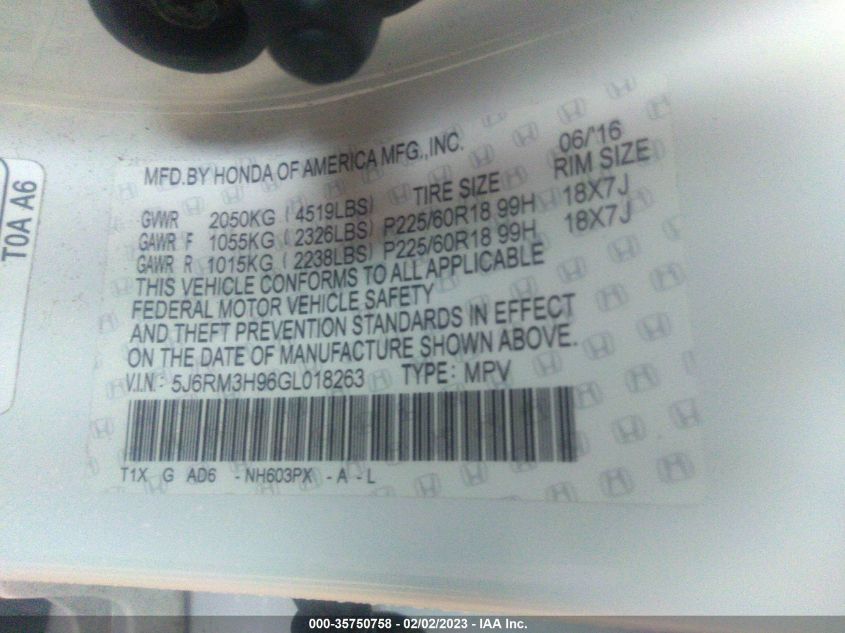 T0A A6
MFD.BY HONDA OF AMERICA MFG.,INC. 06/'16
GVWR 2050KG (4519LBS) TIRE SIZE RIM SIZE
GAWR F 1055KG (2326LBS) P225/60R18 99H 18X7J
GAWR R 1015KG (2238LBS) P225/60R18 99H 18X7J
THIS VEHICLE CONFORMS TO ALL APPLICABLE
FEDERAL MOTOR VEHICLE SAFETY
AND THEFT PREVENTION STANDARDS IN EFFECT
ON THE DATE OF MANUFACTURE SHOWN ABOVE.
V.I.N.: 5J6RM3H96GL018263 TYPE: MPV
T1X G AD6 -NH603PX -A -L
000-35750758 - 02/02/2023 - IAA Inc.